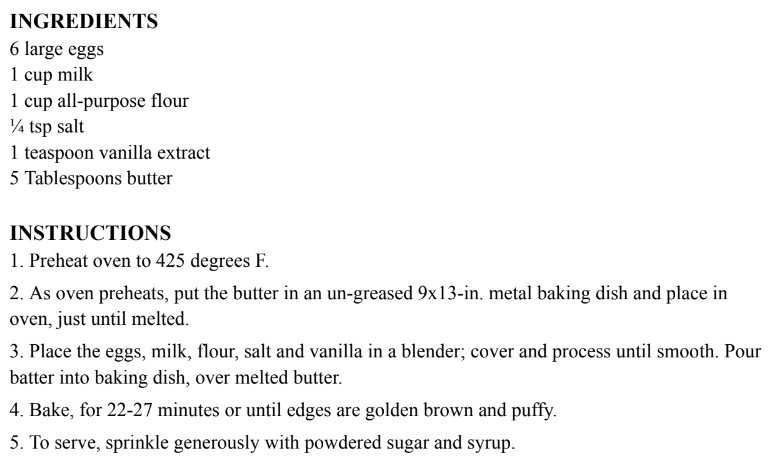 INGREDIENTS
6 large eggs
1 cup milk
1 cup all-purpose flour
¼ tsp salt
1 teaspoon vanilla extract
5 Tablespoons butter
INSTRUCTIONS
1. Preheat oven to 425 degrees F.
2. As oven preheats, put the butter in an un-greased 9x13-in. metal baking dish and place in
oven, just until melted.
3. Place the eggs, milk, flour, salt and vanilla in a blender; cover and process until smooth. Pour
batter into baking dish, over melted butter.
4. Bake, for 22-27 minutes or until edges are golden brown and puffy.
5. To serve, sprinkle generously with powdered sugar and syrup.